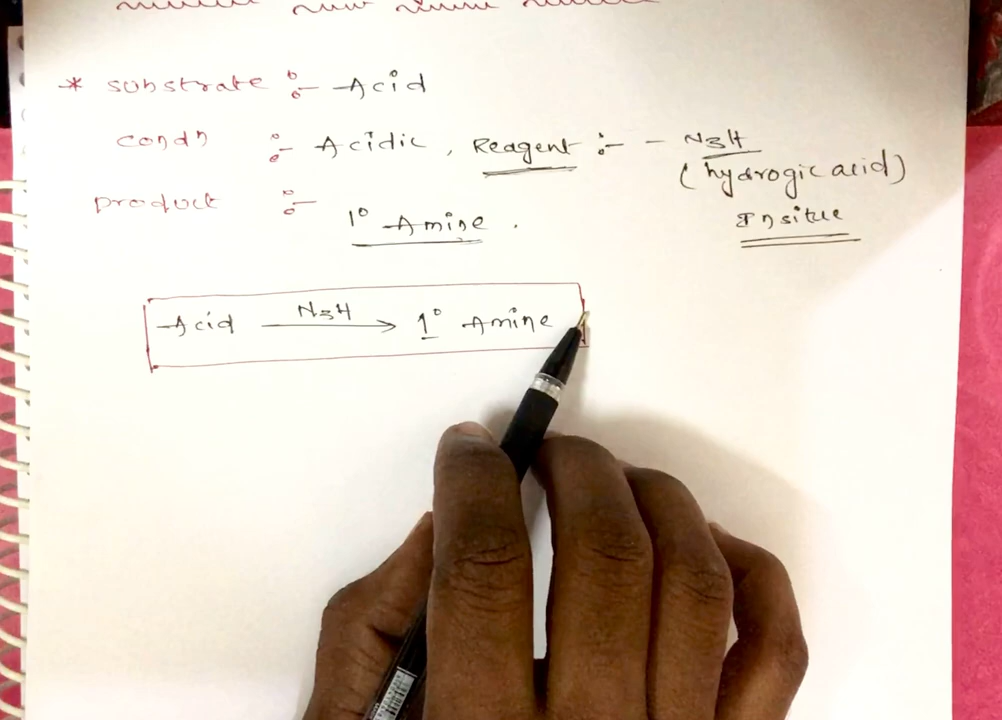 * substrate :- Acid
condn :- Acidic, Reagent :- - N3H
(hydrogic acid)
product :- 1° Amine.
Insitue
Acid N3H → 1° Amine